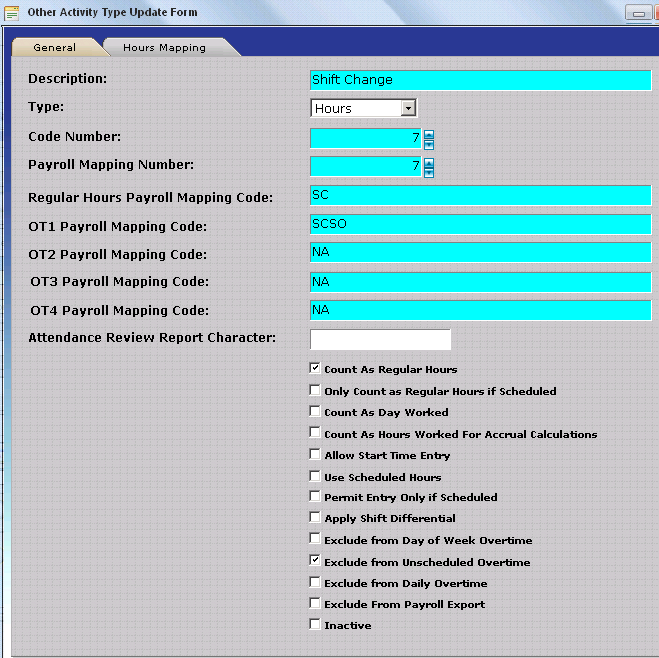 Other Activity Type Update Form
General Hours Mapping
Description: Shift Change
Type: Hours
Code Number: 7
Payroll Mapping Number: 7
Regular Hours Payroll Mapping Code: SC
OT1 Payroll Mapping Code: SCSO
OT2 Payroll Mapping Code: NA
OT3 Payroll Mapping Code: NA
OT4 Payroll Mapping Code: NA
Attendance Review Report Character:
Count As Regular Hours
Only Count as Regular Hours if Scheduled
Count As Day Worked
Count As Hours Worked For Accrual Calculations
Allow Start Time Entry
Use Scheduled Hours
Permit Entry Only if Scheduled
Apply Shift Differential
Exclude from Day of Week Overtime
Exclude from Unscheduled Overtime
Exclude from Daily Overtime
Exclude From Payroll Export
Inactive